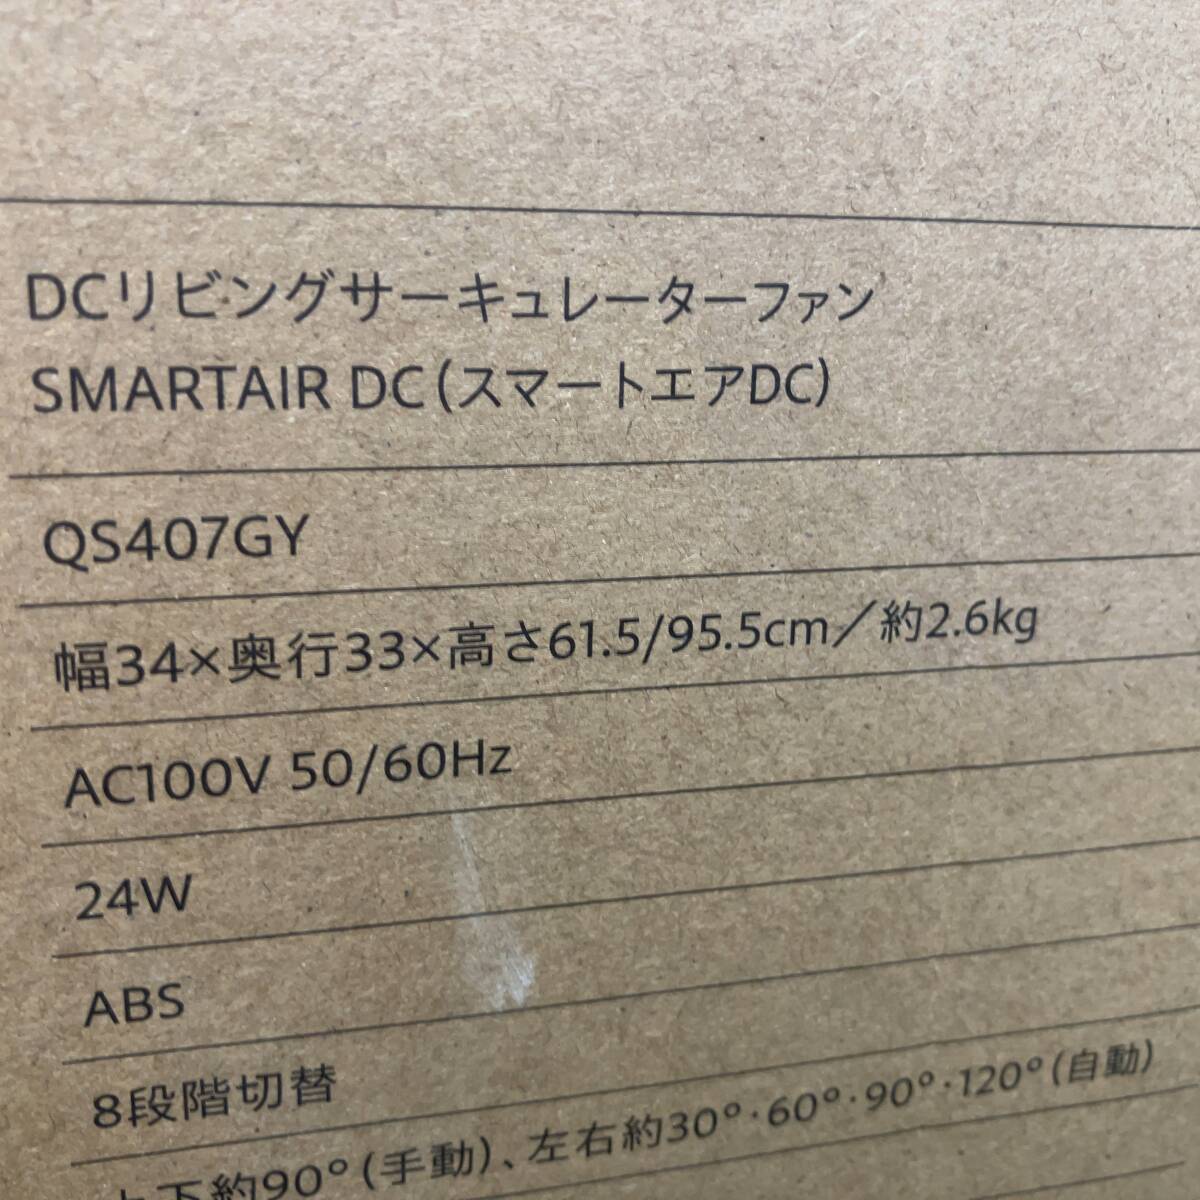 DCリビングサーキュレーターファン
SMARTAIR DC(スマートエアDC)
QS407GY
幅34×奥行33×高さ61.5/95.5cm／約2.6kg
AC100V 50/60Hz
24W
ABS
8段階切替
上下約90°(手動)、左右約30°・60°・90°・120°(自動)